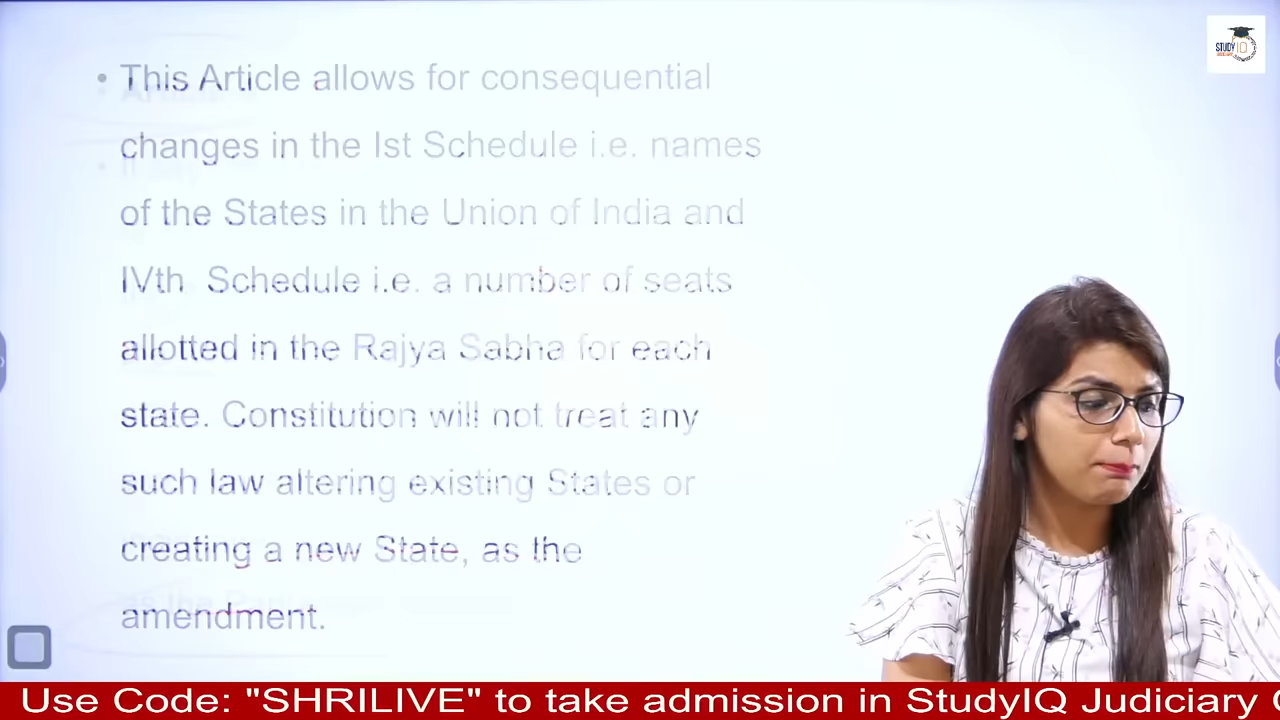 STUDY IQ
• This Article allows for consequential
changes in the Ist Schedule i.e. names
of the States in the Union of India and
IVth Schedule i.e. a number of seats
allotted in the Rajya Sabha for each
state. Constitution will not treat any
such law altering existing States or
creating a new State, as the
amendment.
Use Code: "SHRILIVE" to take admission in StudyIQ Judiciary